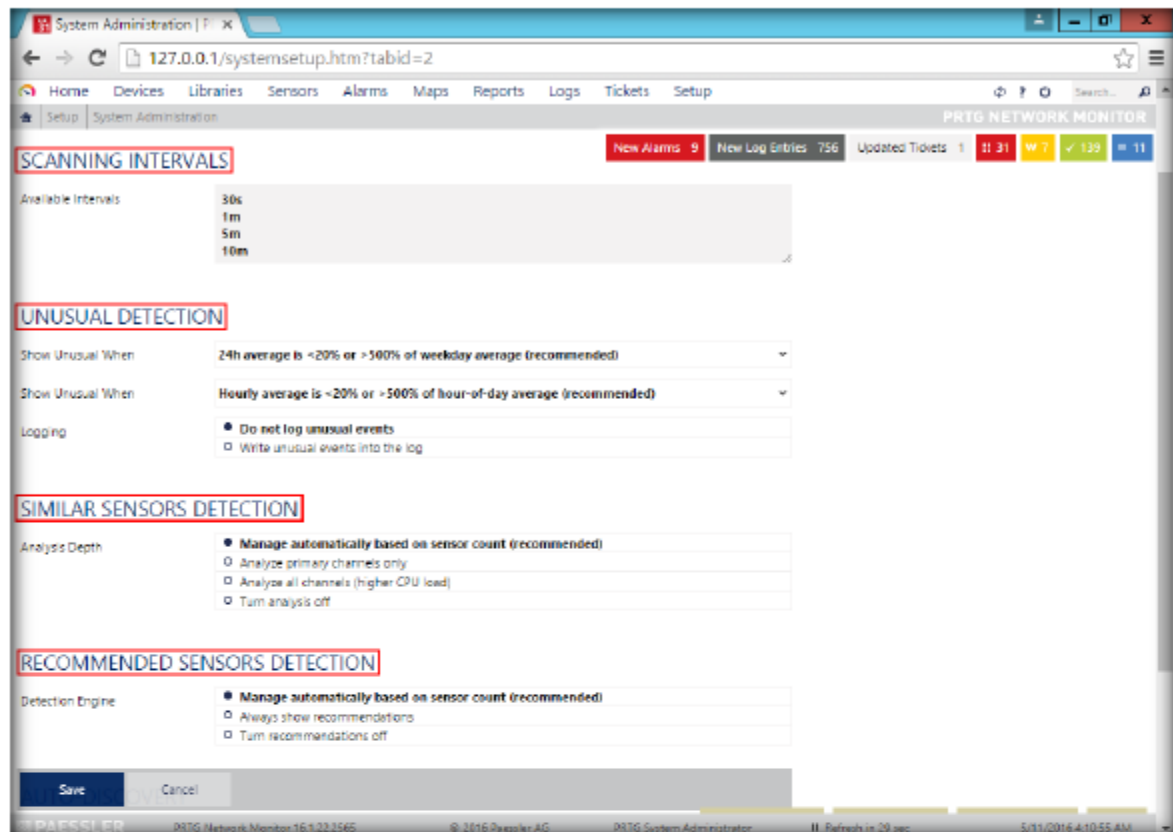 System Administration | P
127.0.0.1/systemsetup.htm?tabid=2
Home Devices Libraries Sensors Alarms Maps Reports Logs Tickets Setup Search...
Setup System Administration PRTG NETWORK MONITOR
New Alarms 9 New Log Entries 756 Updated Tickets 1 !! 31 W 7 ✓ 139 11
SCANNING INTERVALS
Available Intervals
30s
1m
5m
10m
UNUSUAL DETECTION
Show Unusual When 24h average is <20% or >500% of weekday average (recommended)
Show Unusual When Hourly average is <20% or >500% of hour-of-day average (recommended)
Logging Do not log unusual events
Write unusual events into the log
SIMILAR SENSORS DETECTION
Analysis Depth Manage automatically based on sensor count (recommended)
Analyze primary channels only
Analyze all channels (higher CPU load)
Turn analysis off
RECOMMENDED SENSORS DETECTION
Detection Engine Manage automatically based on sensor count (recommended)
Always show recommendations
Turn recommendations off
Save Cancel
AUTO-DISCOVERY
PAESSLER PRTG Network Monitor 16.1.22.2565 © 2016 Paessler AG PRTG System Administrator Refresh in 29 sec 5/11/2016 4:10:55 AM